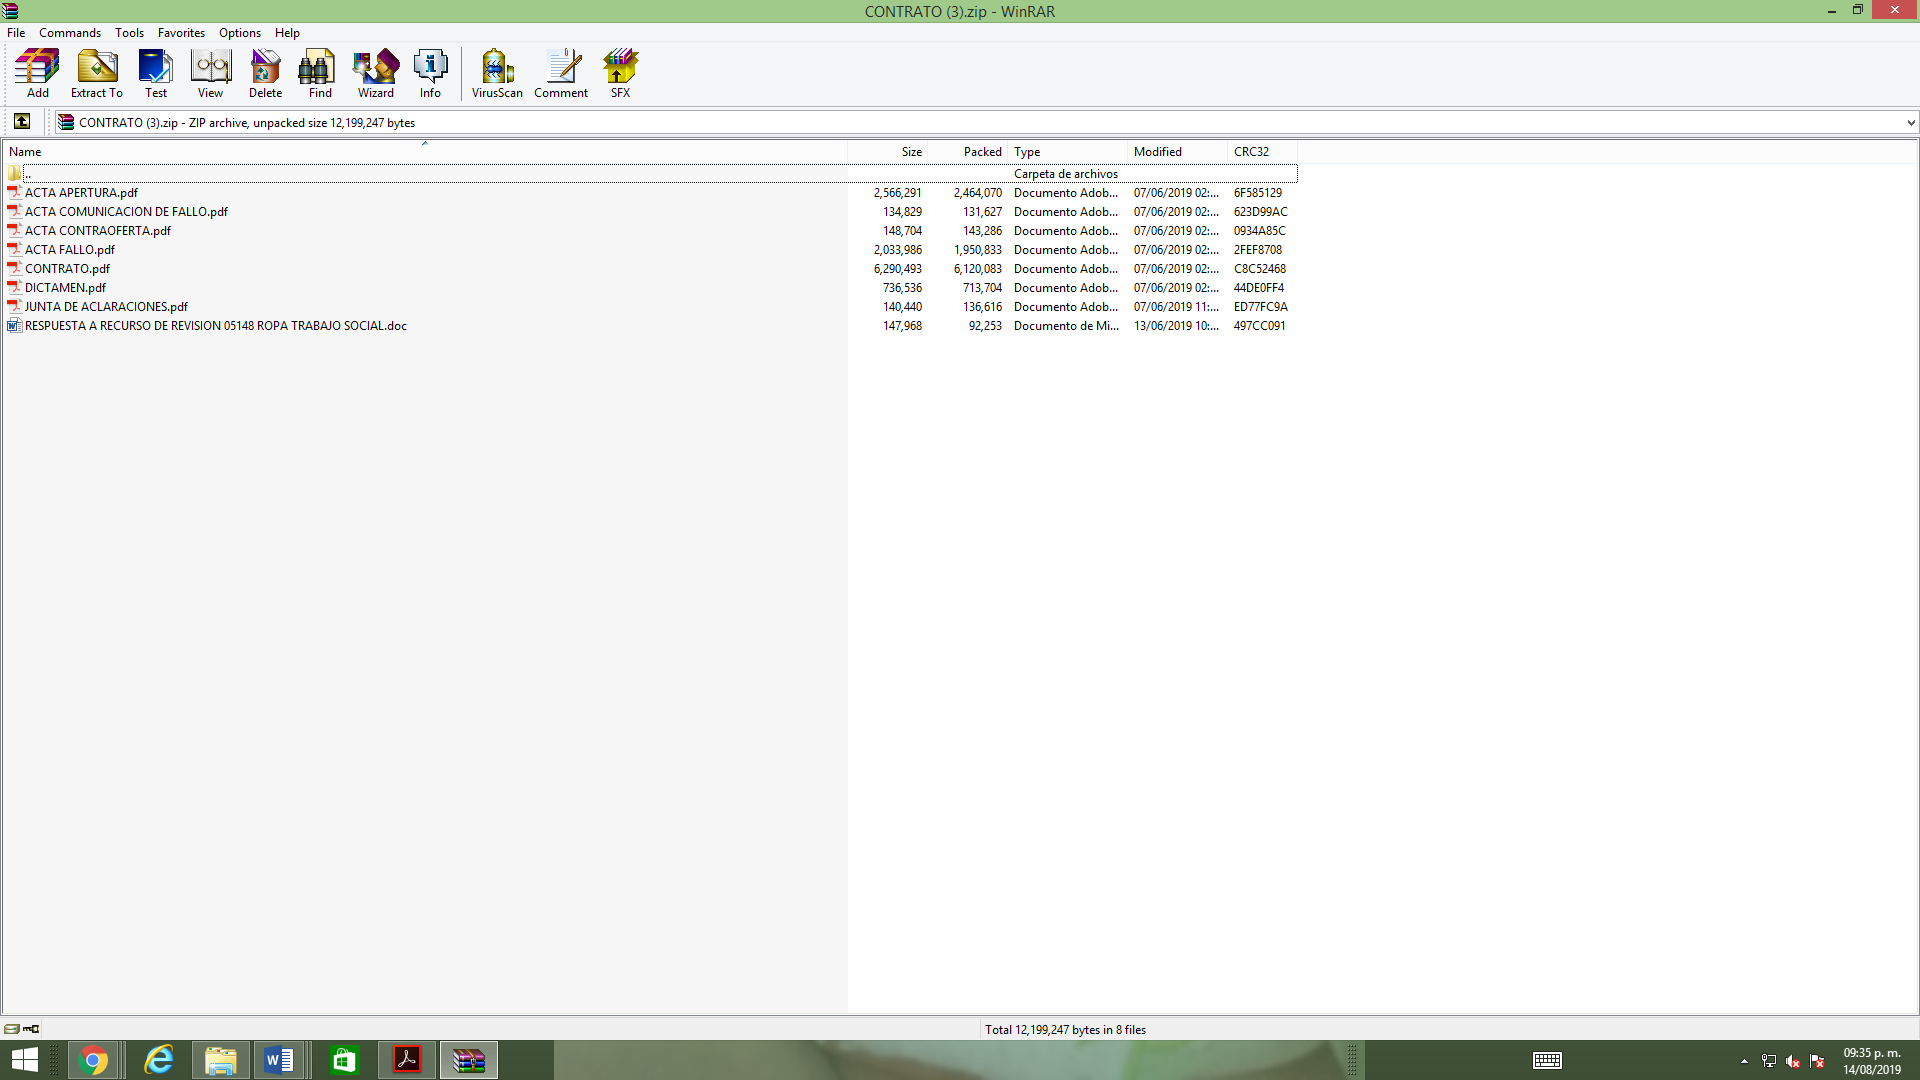 CONTRATO (3).zip - WinRAR
File Commands Tools Favorites Options Help
Add Extract To Test View Delete Find Wizard Info VirusScan Comment SFX
CONTRATO (3).zip - ZIP archive, unpacked size 12,199,247 bytes
Name Size Packed Type Modified CRC32
.. Carpeta de archivos
ACTA APERTURA.pdf 2,566,291 2,464,070 Documento Adob... 07/06/2019 02:... 6F585129
ACTA COMUNICACION DE FALLO.pdf 134,829 131,627 Documento Adob... 07/06/2019 02:... 623D99AC
ACTA CONTRAOFERTA.pdf 148,704 143,286 Documento Adob... 07/06/2019 02:... 0934A85C
ACTA FALLO.pdf 2,033,986 1,950,833 Documento Adob... 07/06/2019 02:... 2FEF8708
CONTRATO.pdf 6,290,493 6,120,083 Documento Adob... 07/06/2019 02:... C8C52468
DICTAMEN.pdf 736,536 713,704 Documento Adob... 07/06/2019 02:... 44DE0FF4
JUNTA DE ACLARACIONES.pdf 140,440 136,616 Documento Adob... 07/06/2019 11:... ED77FC9A
RESPUESTA A RECURSO DE REVISION 05148 ROPA TRABAJO SOCIAL.doc 147,968 92,253 Documento de Mi... 13/06/2019 10:... 497CC091
Total 12,199,247 bytes in 8 files
09:35 p. m.
14/08/2019